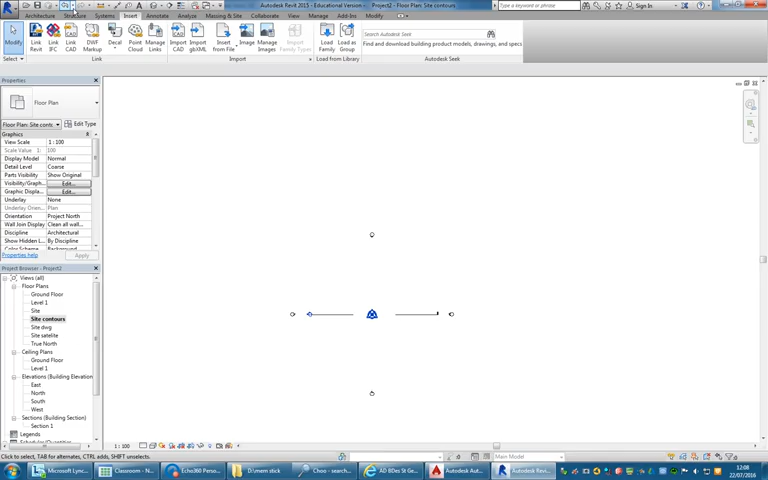 Autodesk Revit 2015 - Educational Version - Project2 - Floor Plan: Site contours
Sign In
Architecture Structure Systems Insert Annotate Analyze Massing & Site Collaborate View Manage Add-Ins Modify
Modify
Link Revit
Link IFC
Link CAD
DWF Markup
Decal
Point Cloud
Manage Links
Import CAD
Import gbXML
Insert from File
Image
Manage Images
Import Family Types
Load Family
Load as Group
Search Autodesk Seek
Find and download building product models, drawings, and specs
Select
Link
Import
Load from Library
Autodesk Seek
Properties
Floor Plan
Floor Plan: Site contc
Edit Type
Graphics
View Scale 1 : 100
Scale Value 1: 100
Display Model Normal
Detail Level Coarse
Parts Visibility Show Original
Visibility/Graph... Edit...
Graphic Displa... Edit...
Underlay None
Underlay Orien... Plan
Orientation Project North
Wall Join Display Clean all wall...
Discipline Architectural
Show Hidden L... By Discipline
Color Scheme Background
Properties help
Apply
Project Browser - Project2
Views (all)
Floor Plans
Ground Floor
Level 1
Site
Site contours
Site dwg
Site satelite
True North
Ceiling Plans
Ground Floor
Level 1
Elevations (Building Elevation
East
North
South
West
Sections (Building Section)
Section 1
Legends
1 : 100
Click to select, TAB for alternates, CTRL adds, SHIFT unselects.
:0
Main Model
Microsoft Lync
Classroom - N...
Echo360 Perso...
D:\mem stick
Choo - search...
AD BDes St Ge...
Autodesk Aut...
Autodesk Revi...
12:08
22/07/2016